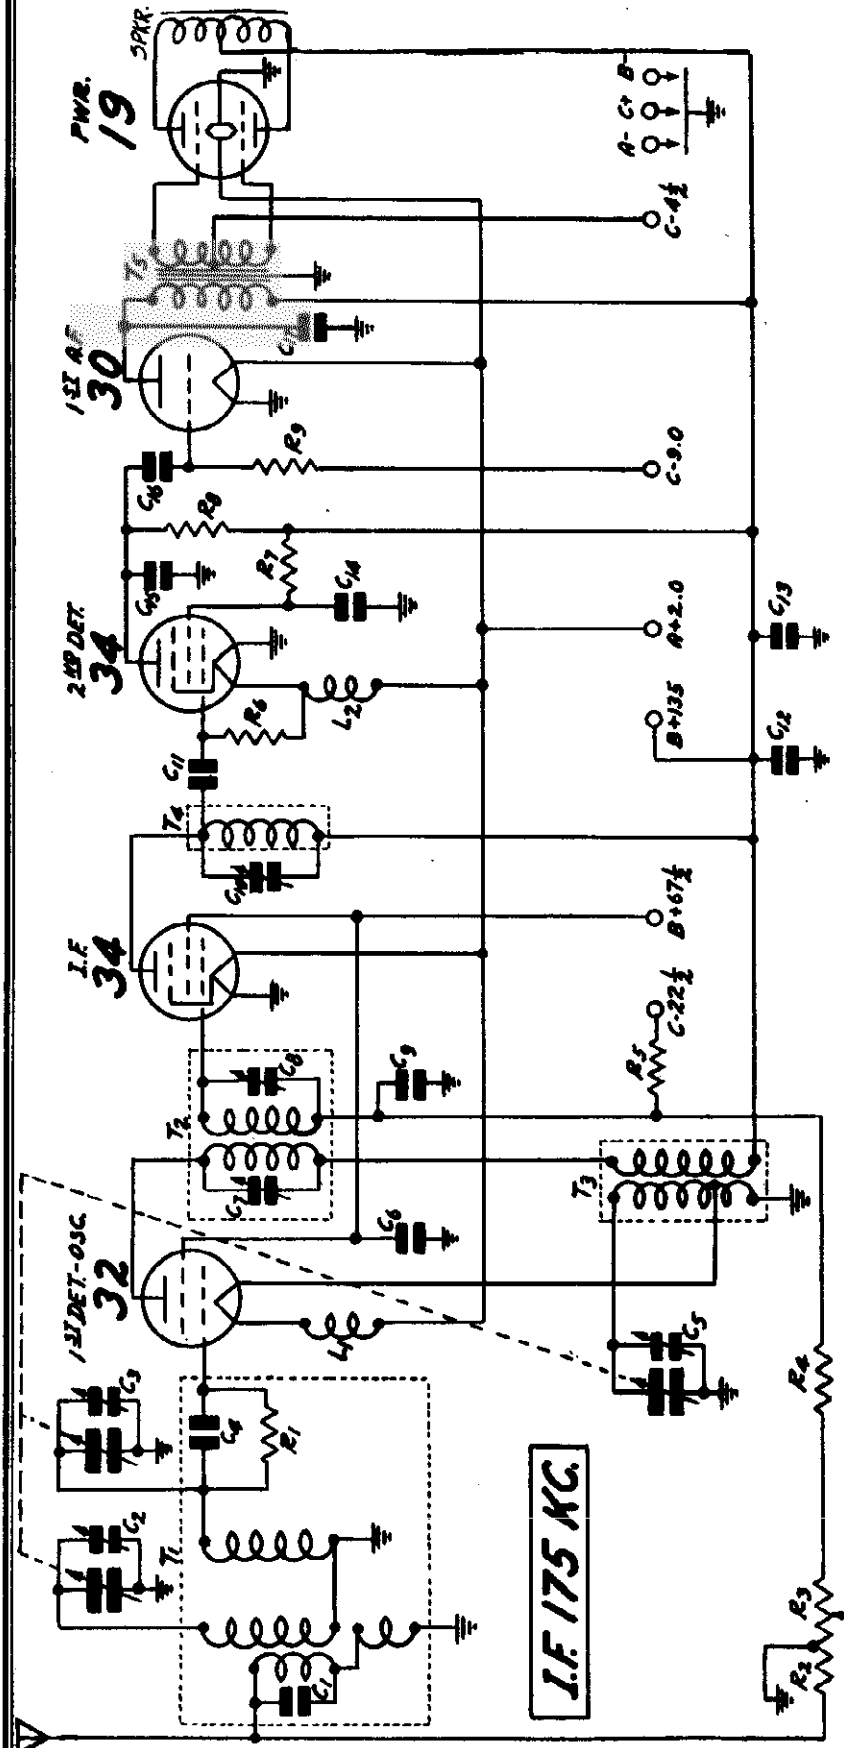 1ST DET.-OSC.
32
I.F.
34
2ND DET.
34
1ST A.F.
30
PWR.
19
SPKR.
C3
C2
T1
C1
C4
R1
L1
C6
T2
C7
C8
C9
T4
C11
R6
L2
C15
C16
R7
R8
C14
R9
T5
T3
C5
R5
C-22½
B+67½
B+135
A+2.0
C-9.0
C-4½
A- C+ B-
C12
C13
R2
R3
R4
I.F. 175 KC.